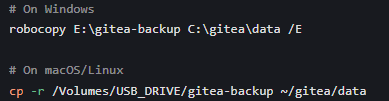 # On Windows
robocopy E:\gitea-backup C:\gitea\data /E
# On macOS/Linux
cp -r /Volumes/USB_DRIVE/gitea-backup ~/gitea/data